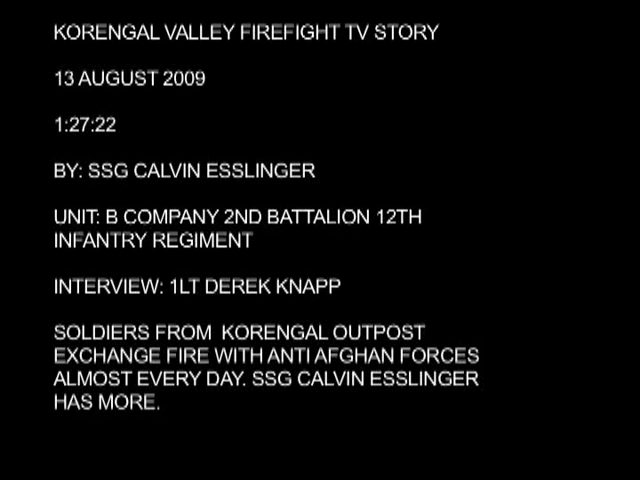 KORENGAL VALLEY FIREFIGHT TV STORY
13 AUGUST 2009
1:27:22
BY: SSG CALVIN ESSLINGER
UNIT: B COMPANY 2ND BATTALION 12TH
INFANTRY REGIMENT
INTERVIEW: 1LT DEREK KNAPP
SOLDIERS FROM KORENGAL OUTPOST
EXCHANGE FIRE WITH ANTI AFGHAN FORCES
ALMOST EVERY DAY. SSG CALVIN ESSLINGER
HAS MORE.